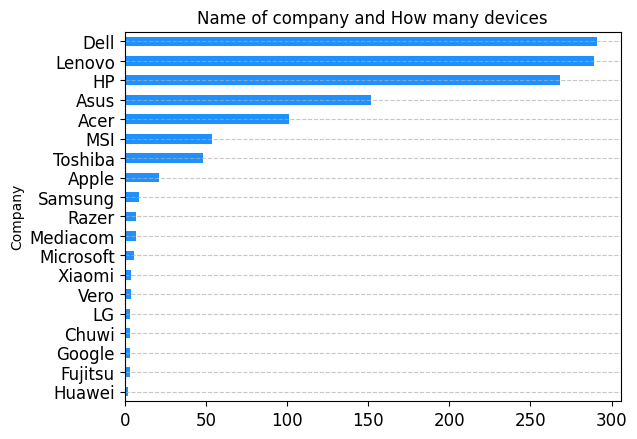 Name of company and How many devices
Dell
Lenovo
HP
Asus
Acer
MSI
Toshiba
Apple
Samsung
Razer
Mediacom
Microsoft
Xiaomi
Vero
LG
Chuwi
Google
Fujitsu
Huawei
Company
0 50 100 150 200 250 300